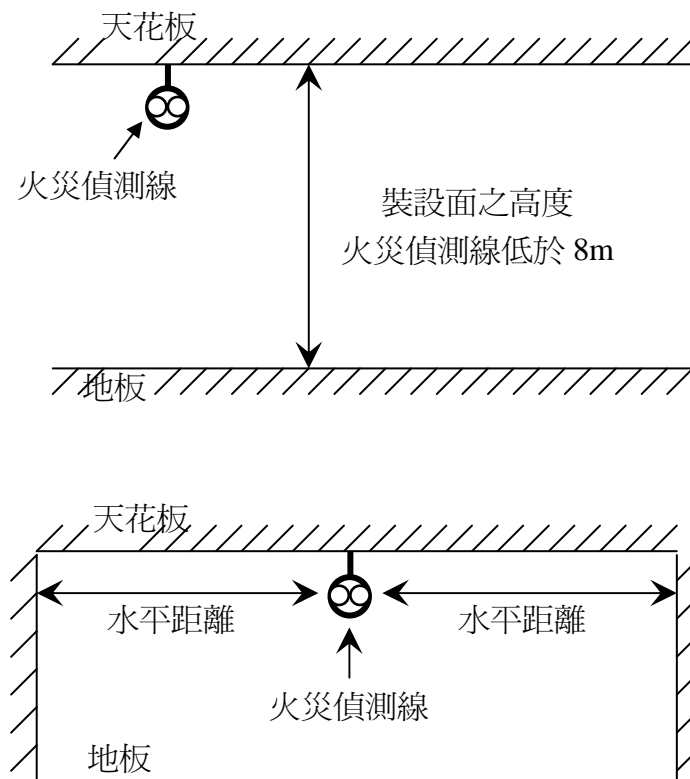 天花板
火災偵測線
裝設面之高度
火災偵測線低於 8m
地板
天花板
水平距離
水平距離
火災偵測線
地板